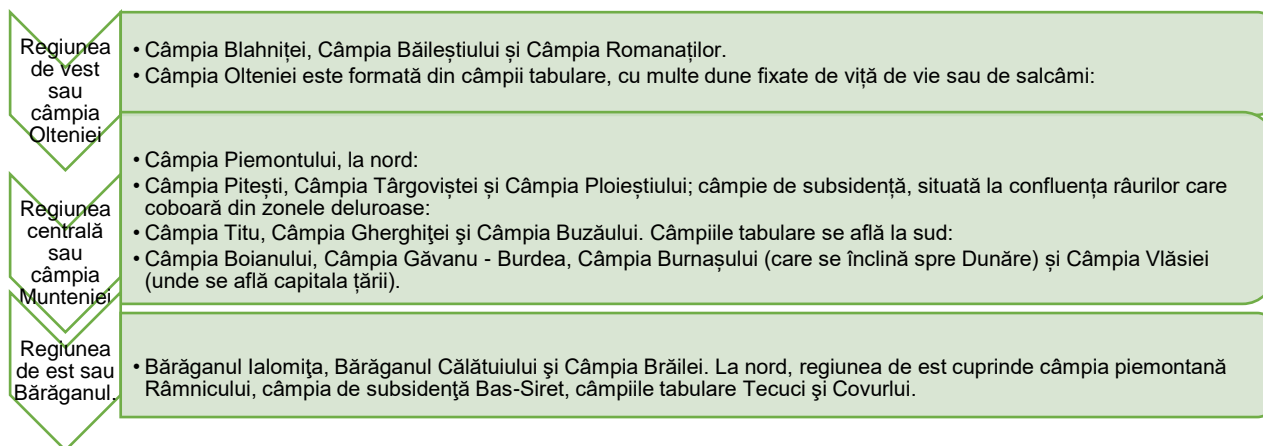 Regiunea
de vest
sau
câmpia
Olteniei
• Câmpia Blahniței, Câmpia Băileștiului și Câmpia Romanaților.
• Câmpia Olteniei este formată din câmpii tabulare, cu multe dune fixate de viță de vie sau de salcâmi:
Regiunea
centrală
sau
câmpia
Munteniei
• Câmpia Piemontului, la nord:
• Câmpia Pitești, Câmpia Târgoviștei și Câmpia Ploieștiului; câmpie de subsidență, situată la confluența râurilor care
coboară din zonele deluroase:
• Câmpia Titu, Câmpia Gherghiţei şi Câmpia Buzăului. Câmpiile tabulare se află la sud:
• Câmpia Boianului, Câmpia Găvanu - Burdea, Câmpia Burnașului (care se înclină spre Dunăre) și Câmpia Vlăsiei
(unde se află capitala țării).
Regiunea
de est sau
Bărăganul.
• Bărăganul Ialomiţa, Bărăganul Călătuiului şi Câmpia Brăilei. La nord, regiunea de est cuprinde câmpia piemontană
Râmnicului, câmpia de subsidenţă Bas-Siret, câmpiile tabulare Tecuci şi Covurlui.